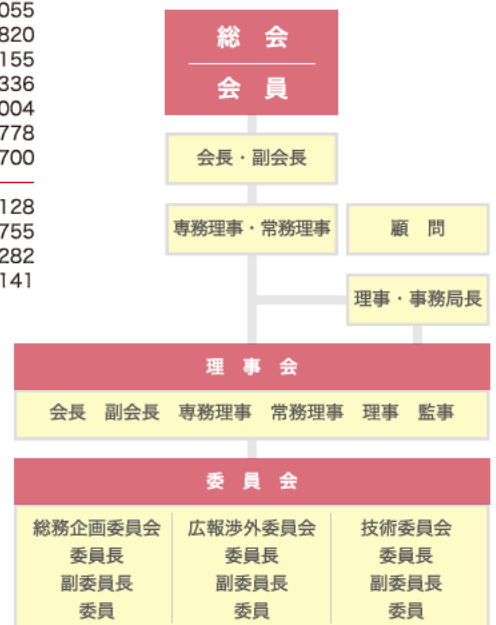 055
820
155
336
004
778
700
128
755
282
141
総 会
会 員
会長・副会長
専務理事・常務理事
顧 問
理事・事務局長
理 事 会
会長 副会長 専務理事 常務理事 理事 監事
委 員 会
総務企画委員会
委員長
副委員長
委員
広報渉外委員会
委員長
副委員長
委員
技術委員会
委員長
副委員長
委員